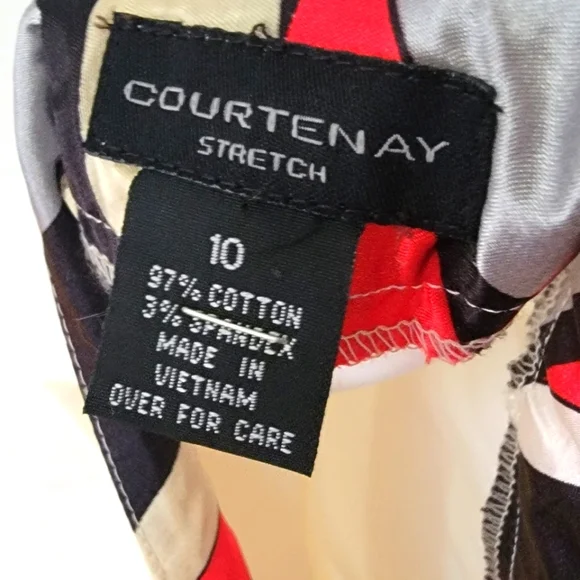 COURTENAY
STRETCH
10
97% COTTON
3% SPANDEX
MADE IN
VIETNAM
OVER FOR CARE